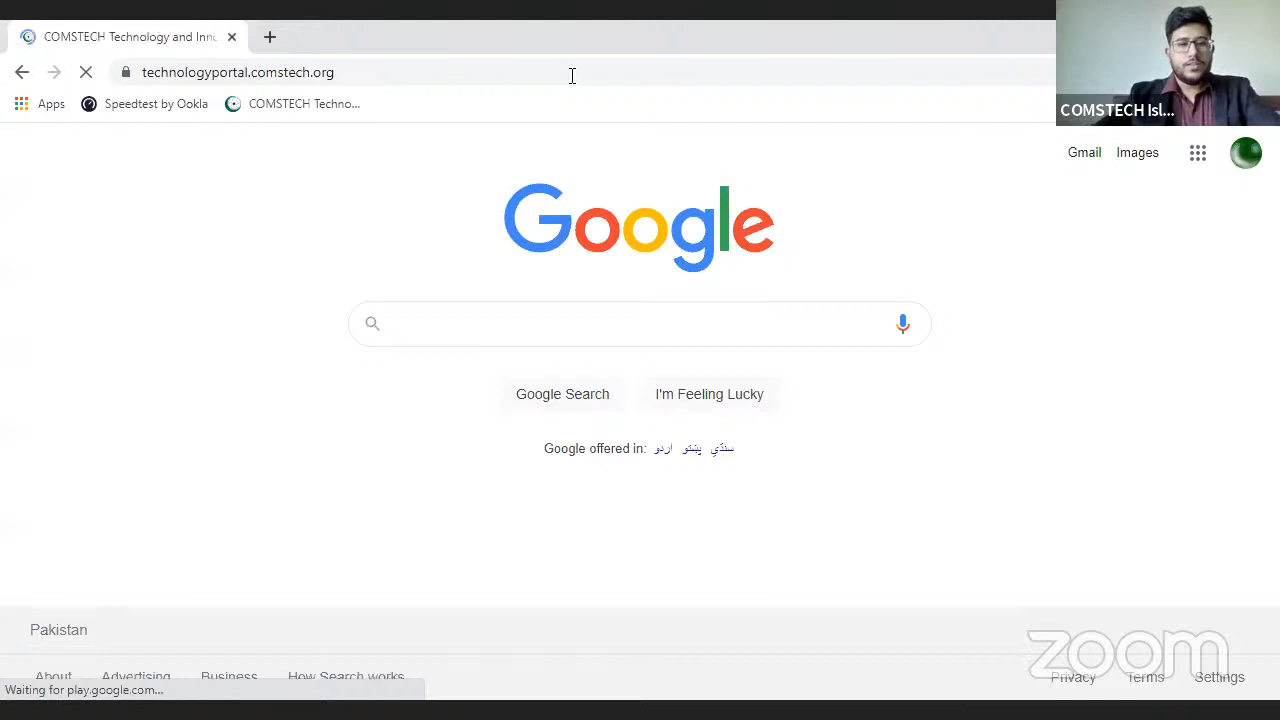 COMSTECH Technology and Inno
technologyportal.comstech.org
Apps
Speedtest by Ookla
COMSTECH Techno...
COMSTECH Isl...
Gmail
Images
Google
Google Search
I'm Feeling Lucky
Google offered in: اردو پښتو سنڌي
Pakistan
About
Advertising
Business
How Search works
Privacy
Terms
Settings
Waiting for play.google.com...
zoom